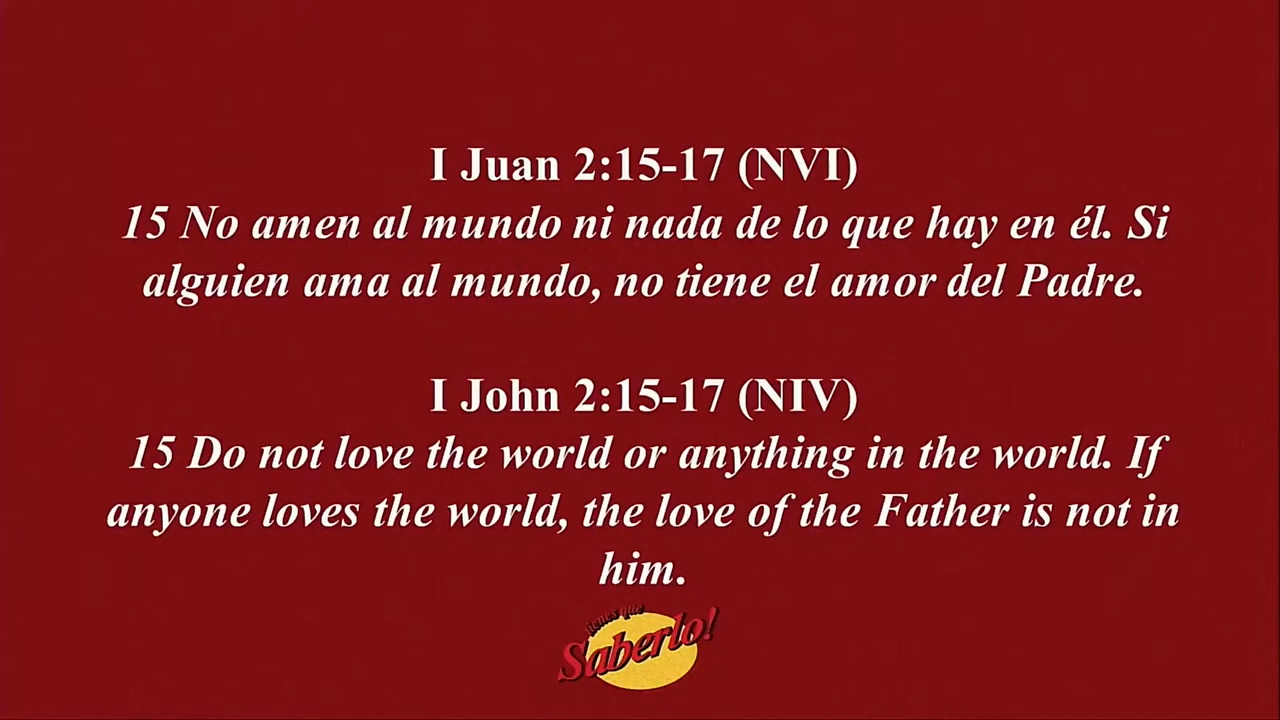 I Juan 2:15-17 (NVI)
15 No amen al mundo ni nada de lo que hay en él. Si
alguien ama al mundo, no tiene el amor del Padre.
I John 2:15-17 (NIV)
15 Do not love the world or anything in the world. If
anyone loves the world, the love of the Father is not in
him.
tienes que
Saberlo!